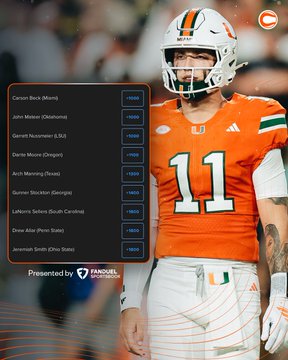 C
MIAMI
Carson Beck (Miami) +1000
John Mateer (Oklahoma) +1000
Garrett Nussmeier (LSU) +1000
Dante Moore (Oregon) +1100
Arch Manning (Texas) +1200
Gunner Stockton (Georgia) +1400
LaNorris Sellers (South Carolina) +1800
Drew Allar (Penn State) +1800
Jeremiah Smith (Ohio State) +1800
U
11
Presented by FANDUEL
SPORTSBOOK
U